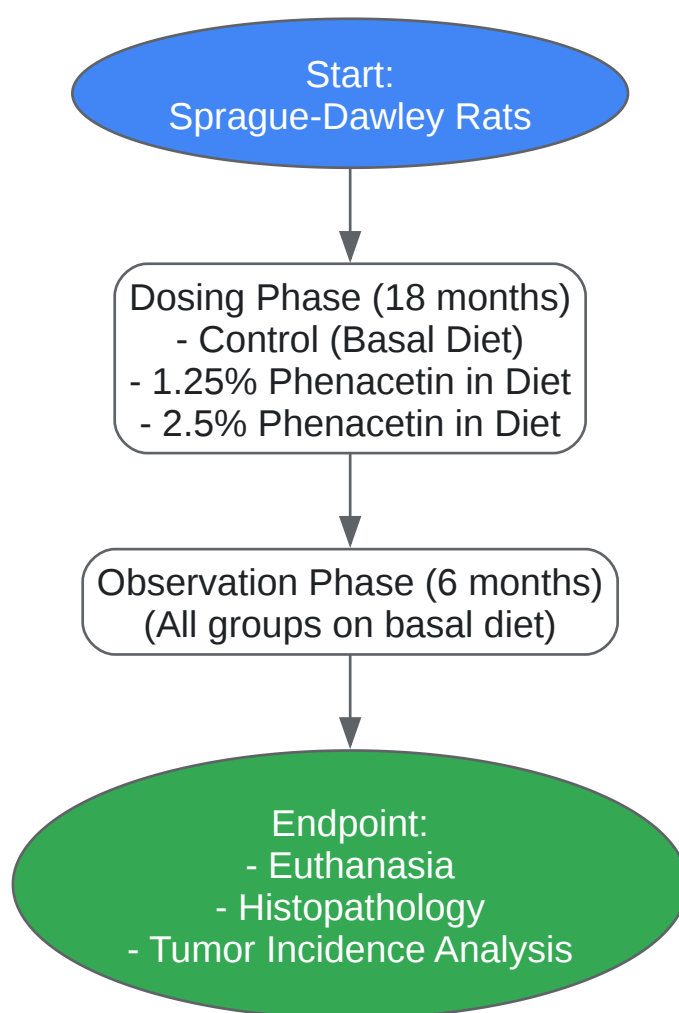 Start:
Sprague-Dawley Rats
Dosing Phase (18 months)
- Control (Basal Diet)
- 1.25% Phenacetin in Diet
- 2.5% Phenacetin in Diet
Observation Phase (6 months)
(All groups on basal diet)
Endpoint:
- Euthanasia
- Histopathology
- Tumor Incidence Analysis